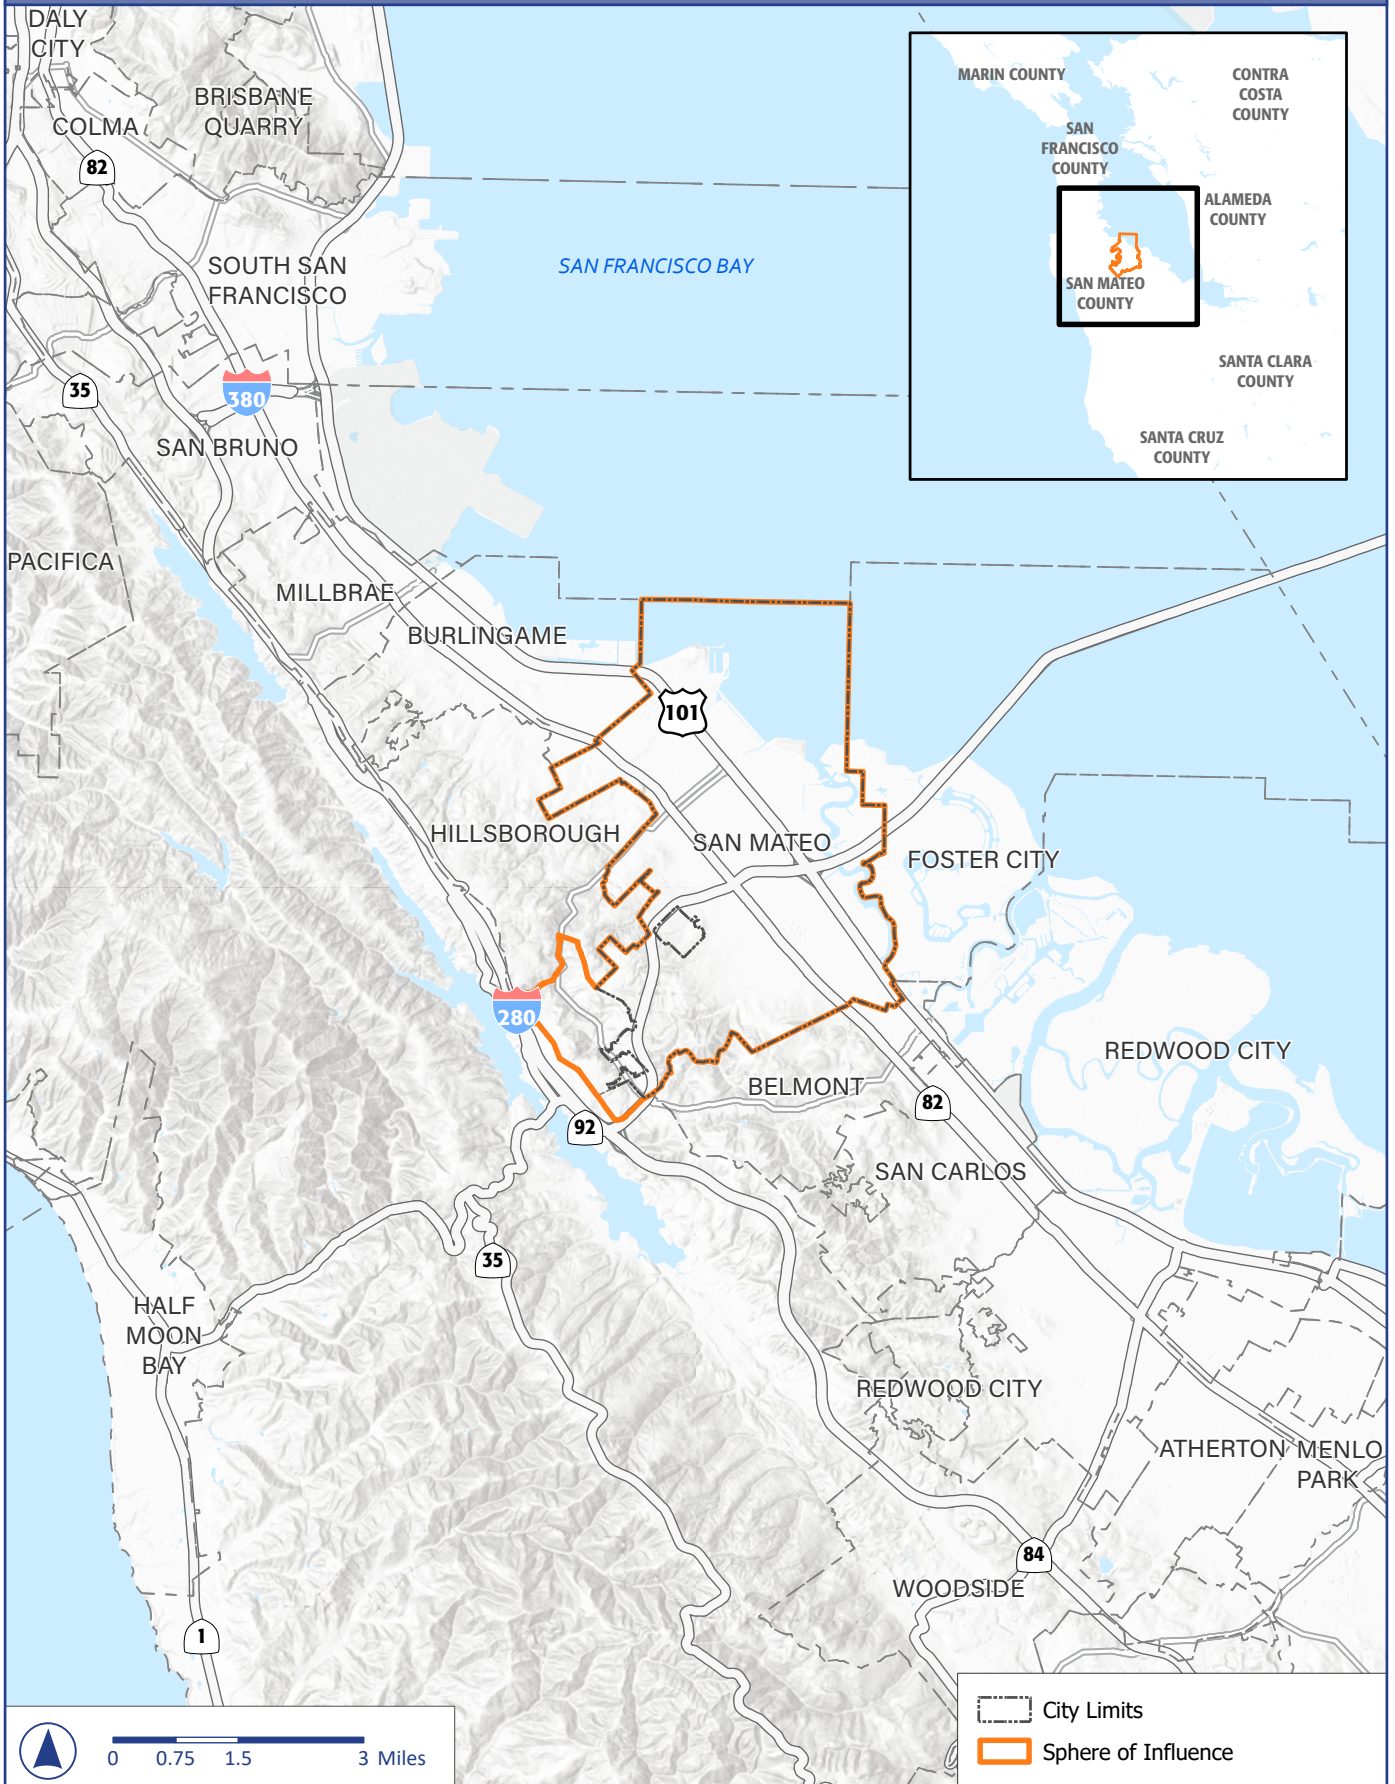 DALY
CITY
BRISBANE
QUARRY
COLMA
82
SOUTH SAN
FRANCISCO
SAN FRANCISCO BAY
MARIN COUNTY
CONTRA
COSTA
COUNTY
SAN
FRANCISCO
COUNTY
ALAMEDA
COUNTY
SAN MATEO
COUNTY
SANTA CLARA
COUNTY
SANTA CRUZ
COUNTY
35
380
SAN BRUNO
PACIFICA
MILLBRAE
BURLINGAME
101
HILLSBOROUGH
SAN MATEO
FOSTER CITY
280
REDWOOD CITY
BELMONT
82
92
SAN CARLOS
35
HALF
MOON
BAY
REDWOOD CITY
ATHERTON
MENLO
PARK
84
WOODSIDE
1
0 0.75 1.5 3 Miles
City Limits
Sphere of Influence